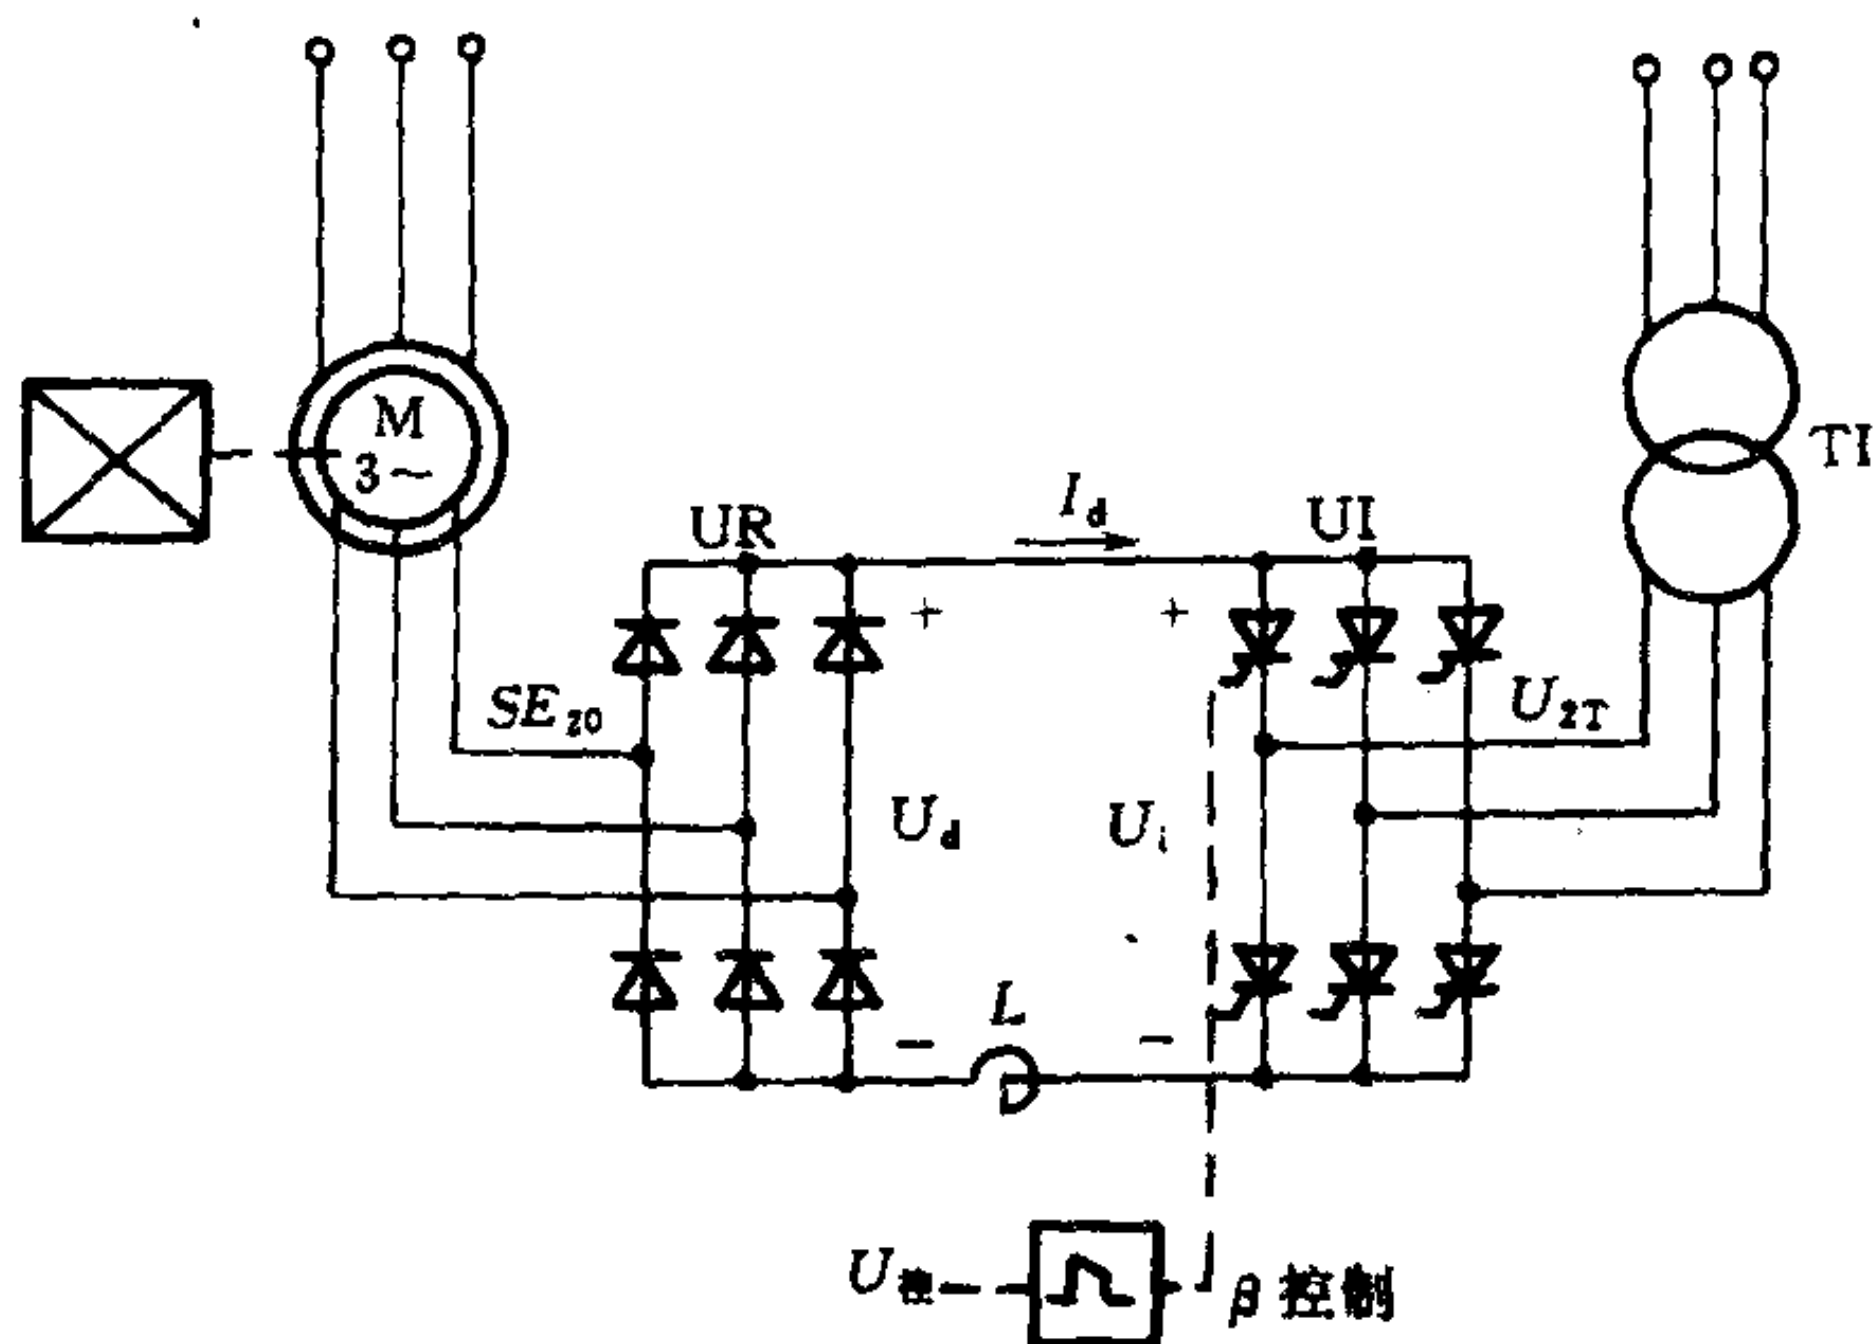 M
3~
TI
UR
I_d
UI
+
+
SE_20
U_2T
U_d
U_i
L
−
−
U_控
β 控制